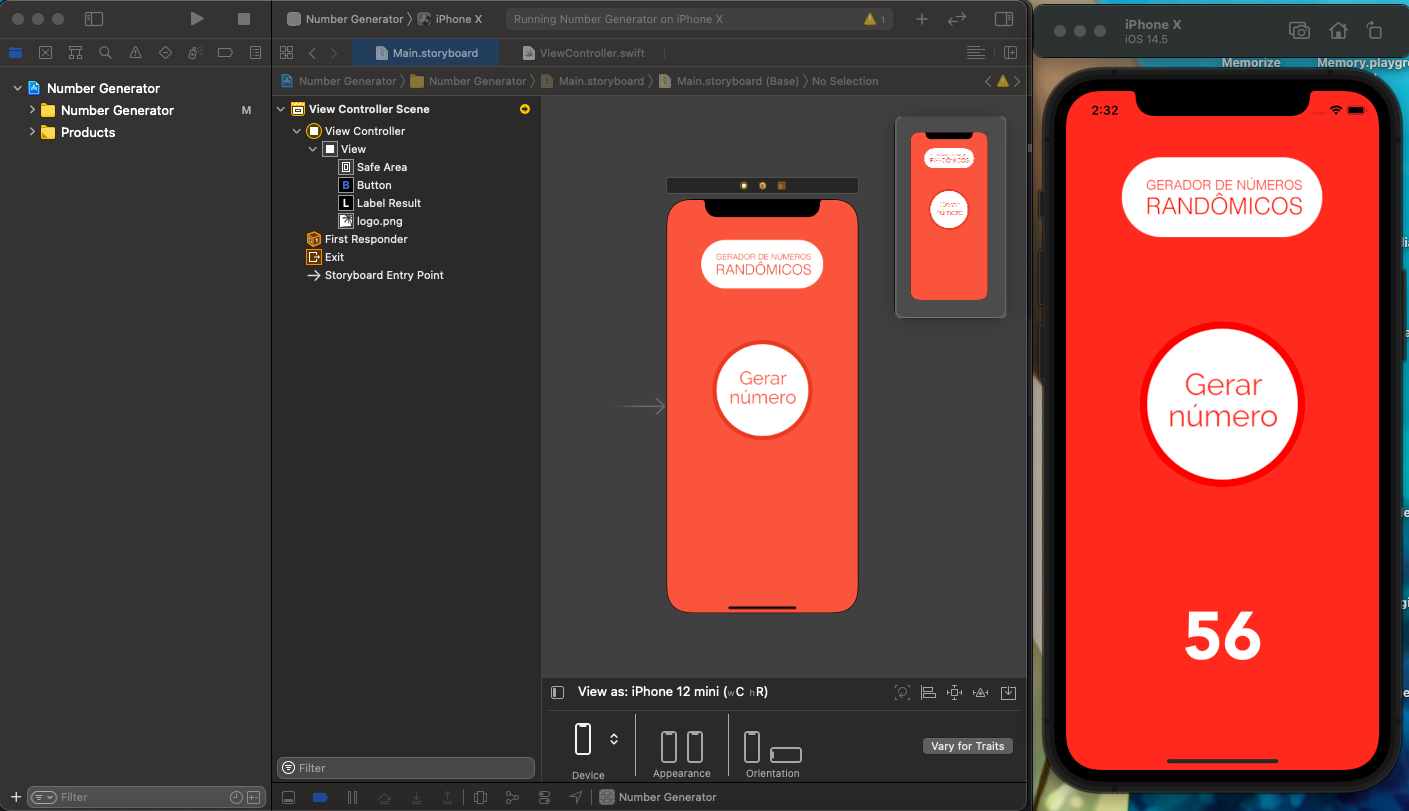 Number Generator
iPhone X
Running Number Generator on iPhone X
1
Main.storyboard
ViewController.swift
Number Generator
Number Generator
Main.storyboard
Main.storyboard (Base)
No Selection
Number Generator
Number Generator
M
Products
View Controller Scene
View Controller
View
Safe Area
B
Button
L
Label Result
logo.png
First Responder
Exit
Storyboard Entry Point
GERADOR DE NÚMEROS
RANDÔMICOS
Gerar
número
RANDÔMICOS
Gerar
número
View as: iPhone 12 mini (wC hR)
Device
Appearance
Orientation
Vary for Traits
Filter
Filter
Number Generator
iPhone X
iOS 14.5
Memorize
Memory.playgro
2:32
GERADOR DE NÚMEROS
RANDÔMICOS
Gerar
número
56